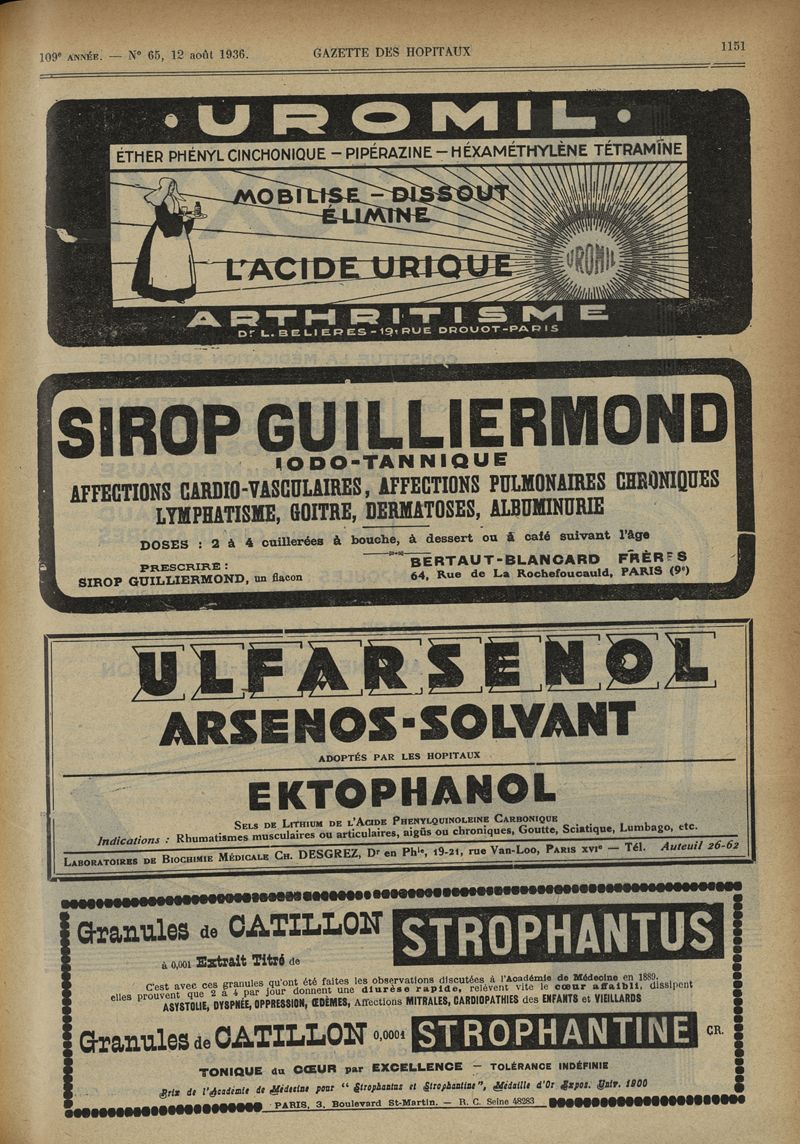 109e ANNÉE. — N° 65, 12 août 1936. GAZETTE DES HOPITAUX 1151
· UROMIL ·
ÉTHER PHÉNYL CINCHONIQUE – PIPÉRAZINE – HÉXAMÉTHYLÈNE TÉTRAMÎNE
MOBILISE – DISSOUT
ÉLIMINE
L'ACIDE URIQUE
UROMIL
ARTHRITISME
Dr L. BELIERES - 19, RUE DROUOT - PARIS
SIROP GUILLIERMOND
IODO-TANNIQUE
AFFECTIONS CARDIO-VASCULAIRES, AFFECTIONS PULMONAIRES CHRONIQUES
LYMPHATISME, GOITRE, DERMATOSES, ALBUMINURIE
DOSES : 2 à 4 cuillerées à bouche, à dessert ou à café suivant l'âge
PRESCRIRE :
SIROP GUILLIERMOND, un flacon
BERTAUT-BLANCARD FRÈRES
64, Rue de La Rochefoucauld, PARIS (9e)
ULFARSENOL
ARSENOS-SOLVANT
ADOPTÉS PAR LES HOPITAUX
EKTOPHANOL
SELS DE LITHIUM DE L'ACIDE PHENYLQUINOLEINE CARBONIQUE
Indications : Rhumatismes musculaires ou articulaires, aigüs ou chroniques, Goutte, Sciatique, Lumbago, etc.
LABORATOIRES DE BIOCHIMIE MÉDICALE CH. DESGREZ, Dr en Phie, 19-21, rue Van-Loo, PARIS XVIe — Tél. Auteuil 26-62
Granules de CATILLON STROPHANTUS
à 0,001 Extrait Titré de
C'est avec ces granules qu'ont été faites les observations discutées à l'Académie de Médecine en 1889.
elles prouvent que 2 à 4 par jour donnent une diurèse rapide, relèvent vite le cœur affaibli, dissipent
ASYSTOLIE, DYSPNÉE, OPPRESSION, ŒDÈMES, Affections MITRALES, CARDIOPATHIES des ENFANTS et VIEILLARDS
Granules de CATILLON 0,0001 STROPHANTINE CR.
TONIQUE du CŒUR par EXCELLENCE – TOLÉRANCE INDÉFINIE
Prix de l'Académie de Médecine pour “ Strophantus et Strophantine ”, Médaille d'Or Expos. Univ. 1900
PARIS, 3, Boulevard St-Martin. — R. C. Seine 48283